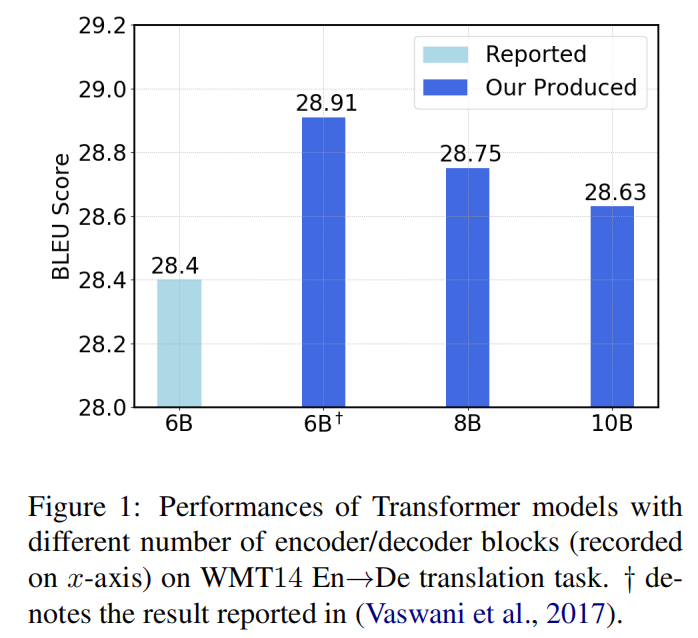 29.2
29.0
28.8
28.6
28.4
28.2
28.0
BLEU Score
Reported
Our Produced
28.4
28.91
28.75
28.63
6B
6B†
8B
10B
Figure 1: Performances of Transformer models with
different number of encoder/decoder blocks (recorded
on x-axis) on WMT14 En→De translation task. † de-
notes the result reported in (Vaswani et al., 2017).